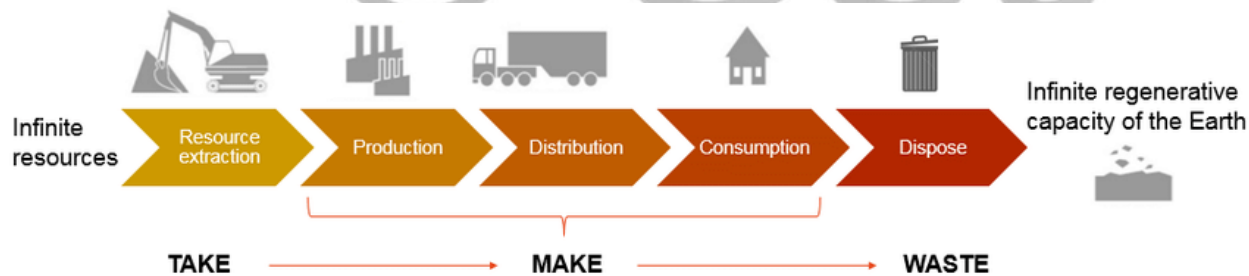 Infinite
resources
Resource
extraction
Production
Distribution
Consumption
Dispose
Infinite regenerative
capacity of the Earth
TAKE
MAKE
WASTE